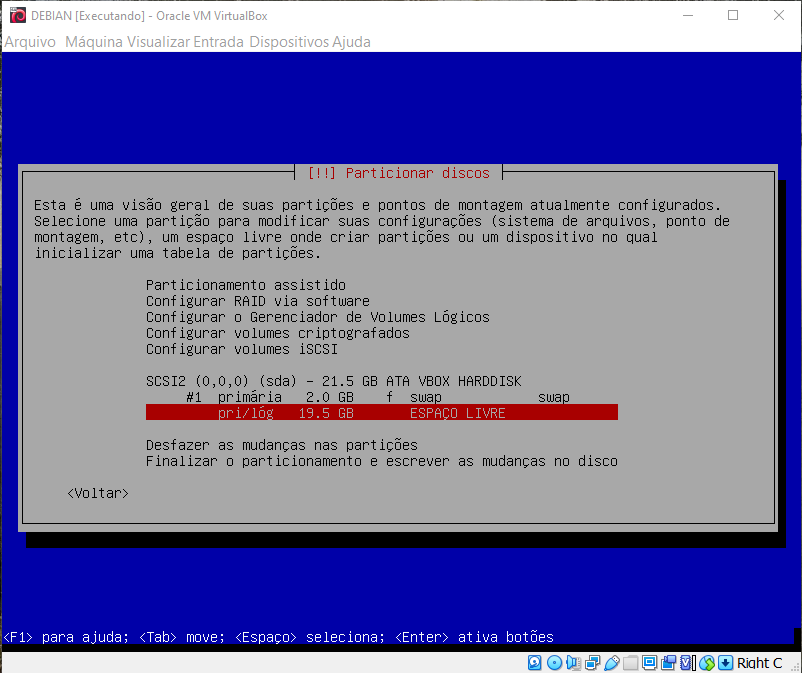 DEBIAN [Executando] - Oracle VM VirtualBox
Arquivo Máquina Visualizar Entrada Dispositivos Ajuda
[!!] Particionar discos
Esta é uma visão geral de suas partições e pontos de montagem atualmente configurados.
Selecione uma partição para modificar suas configurações (sistema de arquivos, ponto de
montagem, etc), um espaço livre onde criar partições ou um dispositivo no qual
inicializar uma tabela de partições.
Particionamento assistido
Configurar RAID via software
Configurar o Gerenciador de Volumes Lógicos
Configurar volumes criptografados
Configurar volumes iSCSI
SCSI2 (0,0,0) (sda) - 21.5 GB ATA VBOX HARDDISK
#1 primária 2.0 GB f swap swap
pri/lóg 19.5 GB ESPAÇO LIVRE
Desfazer as mudanças nas partições
Finalizar o particionamento e escrever as mudanças no disco
<Voltar>
<F1> para ajuda; <Tab> move; <Espaço> seleciona; <Enter> ativa botões
Right C